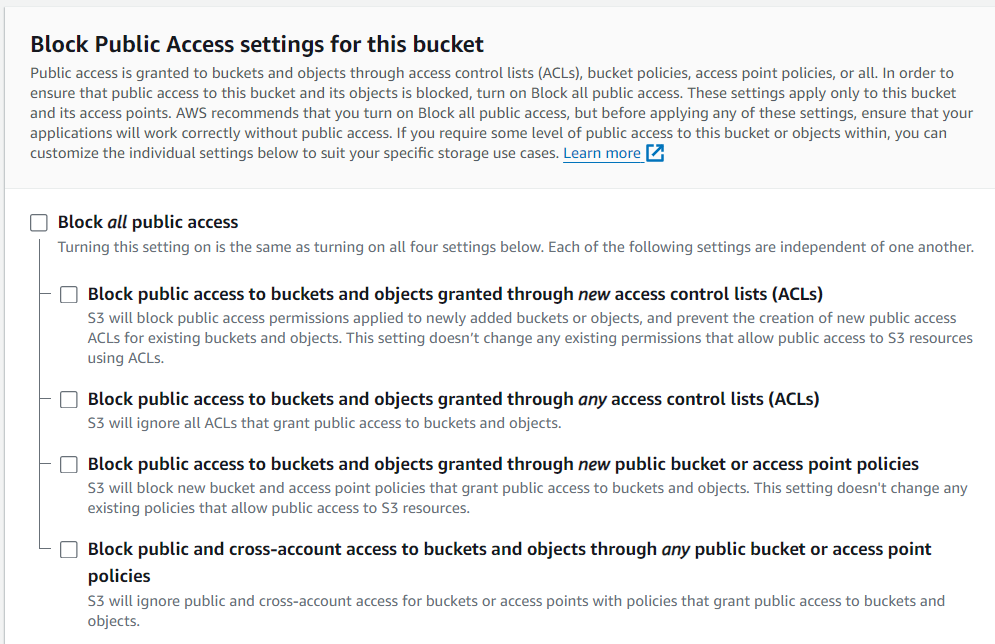 Block Public Access settings for this bucket
Public access is granted to buckets and objects through access control lists (ACLs), bucket policies, access point policies, or all. In order to
ensure that public access to this bucket and its objects is blocked, turn on Block all public access. These settings apply only to this bucket
and its access points. AWS recommends that you turn on Block all public access, but before applying any of these settings, ensure that your
applications will work correctly without public access. If you require some level of public access to this bucket or objects within, you can
customize the individual settings below to suit your specific storage use cases. Learn more
Block all public access
Turning this setting on is the same as turning on all four settings below. Each of the following settings are independent of one another.
Block public access to buckets and objects granted through new access control lists (ACLs)
S3 will block public access permissions applied to newly added buckets or objects, and prevent the creation of new public access
ACLs for existing buckets and objects. This setting doesn't change any existing permissions that allow public access to S3 resources
using ACLs.
Block public access to buckets and objects granted through any access control lists (ACLs)
S3 will ignore all ACLs that grant public access to buckets and objects.
Block public access to buckets and objects granted through new public bucket or access point policies
S3 will block new bucket and access point policies that grant public access to buckets and objects. This setting doesn't change any
existing policies that allow public access to S3 resources.
Block public and cross-account access to buckets and objects through any public bucket or access point
policies
S3 will ignore public and cross-account access for buckets or access points with policies that grant public access to buckets and
objects.